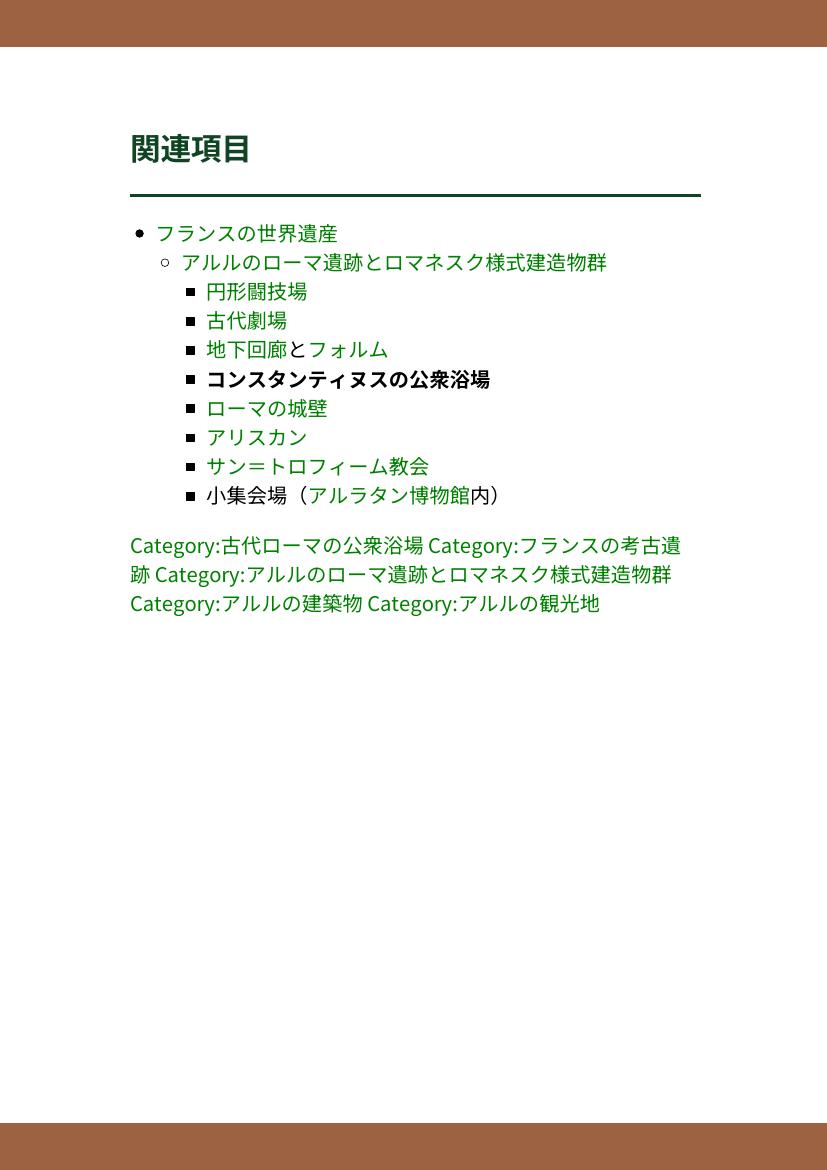 関連項目
フランスの世界遺産
アルルのローマ遺跡とロマネスク様式建造物群
円形闘技場
古代劇場
地下回廊とフォルム
コンスタンティヌスの公衆浴場
ローマの城壁
アリスカン
サン＝トロフィーム教会
小集会場（アルラタン博物館内）
Category:古代ローマの公衆浴場 Category:フランスの考古遺
跡 Category:アルルのローマ遺跡とロマネスク様式建造物群
Category:アルルの建築物 Category:アルルの観光地